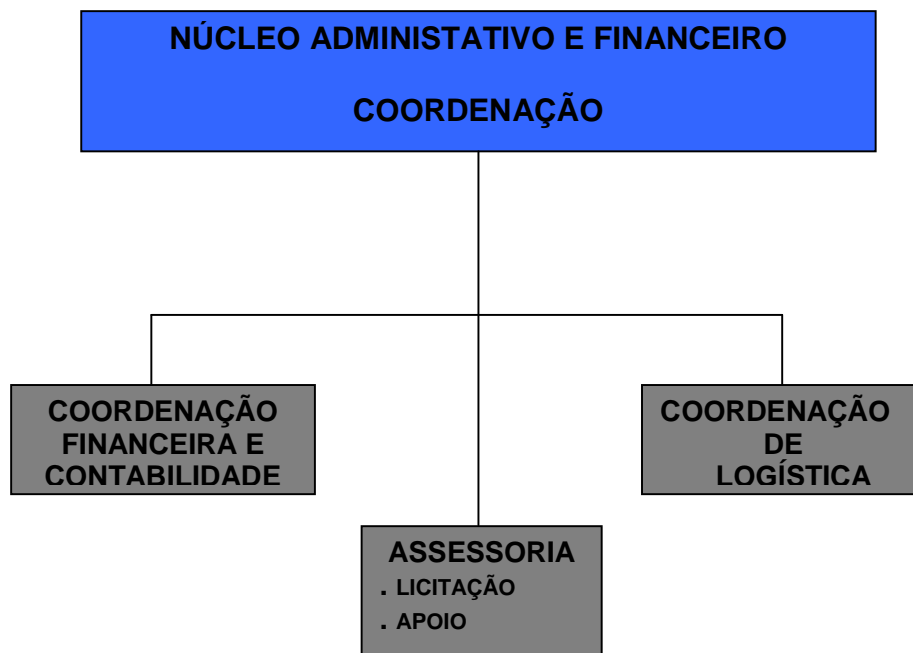 NÚCLEO ADMINISTATIVO E FINANCEIRO
COORDENAÇÃO
COORDENAÇÃO
FINANCEIRA E
CONTABILIDADE
COORDENAÇÃO
DE
LOGÍSTICA
ASSESSORIA
. LICITAÇÃO
. APOIO